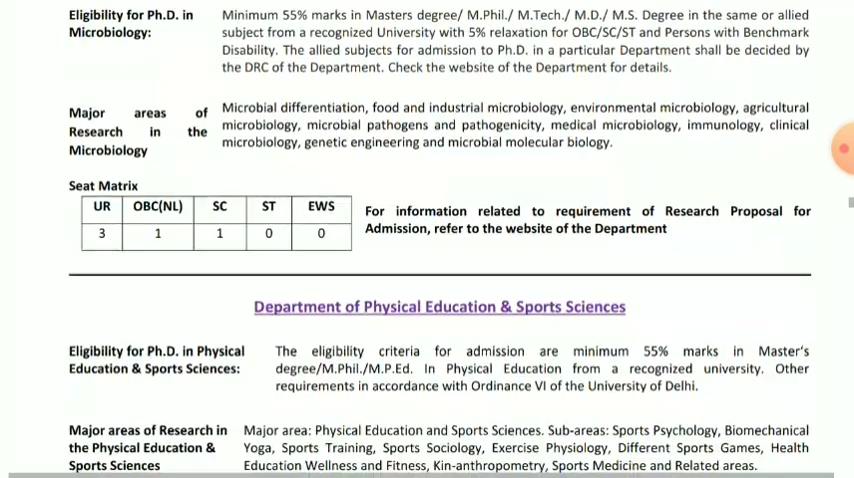 Eligibility for Ph.D. in Microbiology:
Minimum 55% marks in Masters degree/ M.Phil./ M.Tech./ M.D./ M.S. Degree in the same or allied
subject from a recognized University with 5% relaxation for OBC/SC/ST and Persons with Benchmark
Disability. The allied subjects for admission to Ph.D. in a particular Department shall be decided by
the DRC of the Department. Check the website of the Department for details.
Major areas of
Research in the
Microbiology
Microbial differentiation, food and industrial microbiology, environmental microbiology, agricultural
microbiology, microbial pathogens and pathogenicity, medical microbiology, immunology, clinical
microbiology, genetic engineering and microbial molecular biology.
Seat Matrix
UR OBC(NL) SC ST EWS
3 1 1 0 0
For information related to requirement of Research Proposal for
Admission, refer to the website of the Department
Department of Physical Education & Sports Sciences
Eligibility for Ph.D. in Physical
Education & Sports Sciences:
The eligibility criteria for admission are minimum 55% marks in Master's
degree/M.Phil./M.P.Ed. In Physical Education from a recognized university. Other
requirements in accordance with Ordinance VI of the University of Delhi.
Major areas of Research in
the Physical Education &
Sports Sciences
Major area: Physical Education and Sports Sciences. Sub-areas: Sports Psychology, Biomechanical
Yoga, Sports Training, Sports Sociology, Exercise Physiology, Different Sports Games, Health
Education Wellness and Fitness, Kin-anthropometry, Sports Medicine and Related areas.